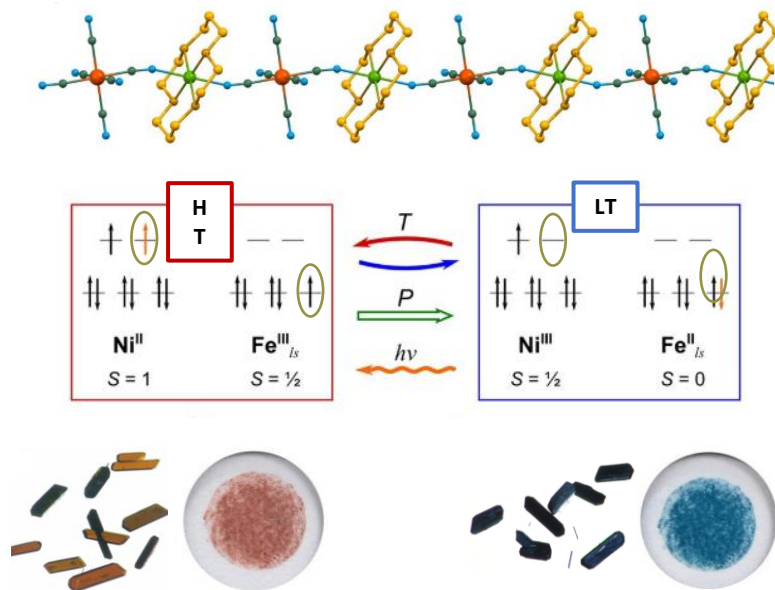 H
T
LT
T
P
hν
Ni^II
Fe^III_ls
Ni^III
Fe^II_ls
S = 1
S = ½
S = ½
S = 0